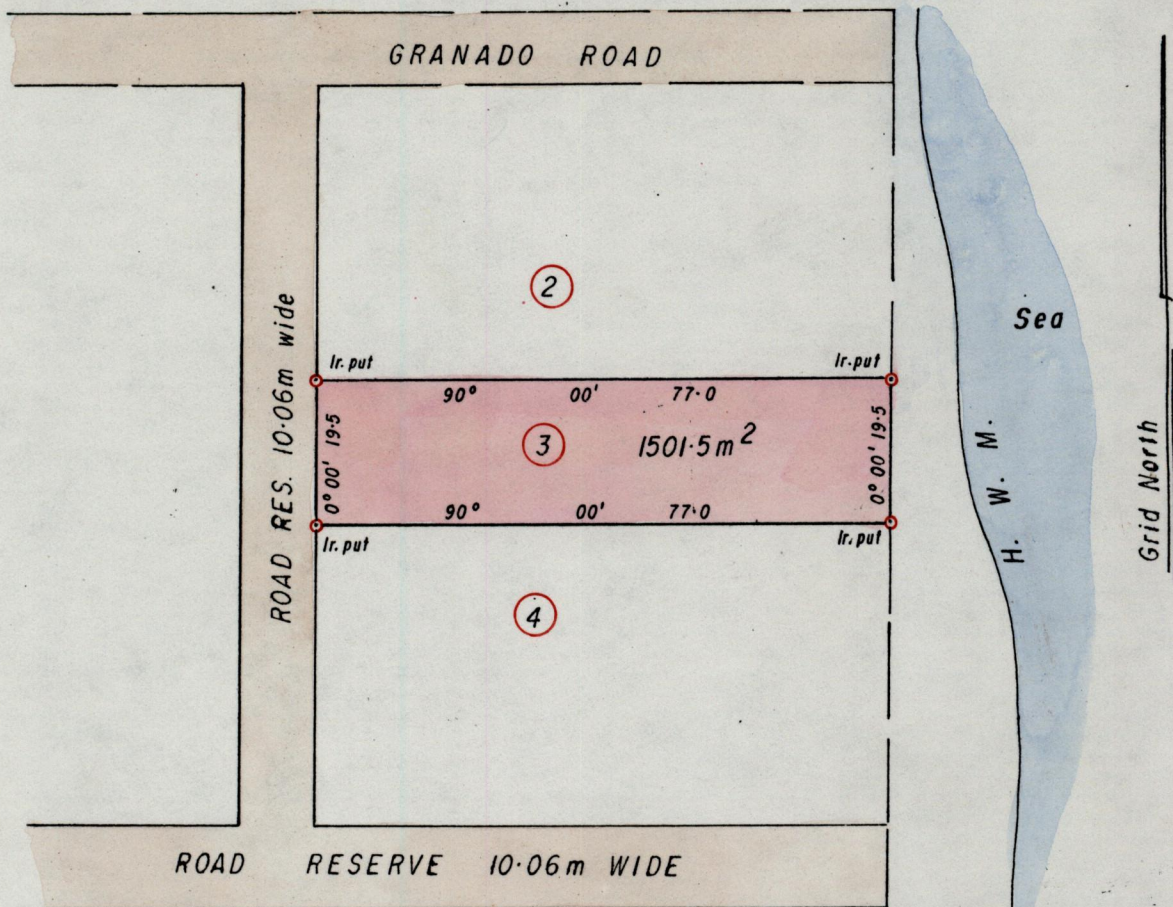 GRANADO ROAD
2
Sea
Ir. put
Ir. put
90° 00' 77·0
ROAD RES. 10·06m wide
0° 00' 19·5
3
1501·5 m²
0° 00' 19·5
H. W. M.
Grid North
90° 00' 77·0
Ir. put
Ir. put
4
ROAD RESERVE 10·06m WIDE